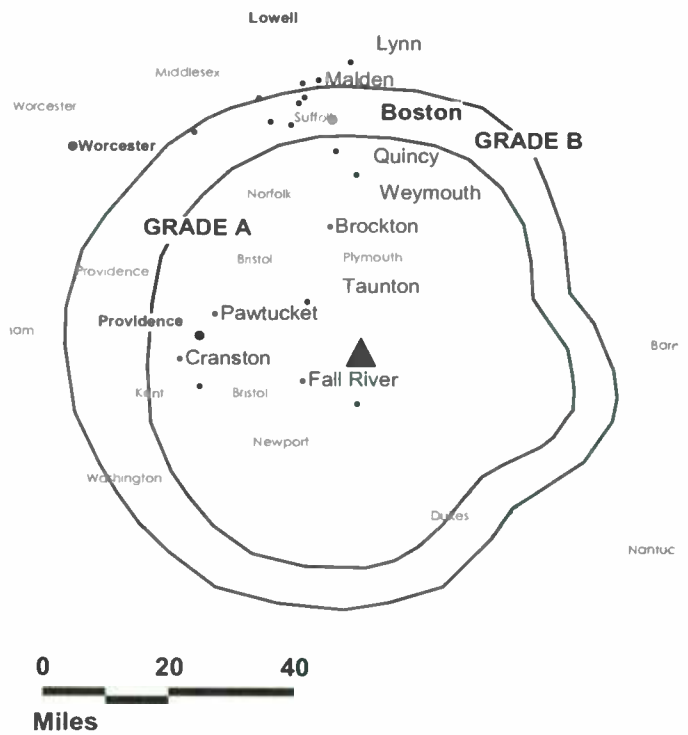 Lowell
Lynn
Middlesex
Malden
Worcester
Boston
Suffolk
GRADE B
Worcester
Quincy
Weymouth
Norfolk
GRADE A
Brockton
Bristol
Plymouth
Providence
Taunton
Pawtucket
Providence
ham
Barr
Cranston
Fall River
Kent
Bristol
Newport
Washington
Dukes
Nantuc
0 20 40
Miles